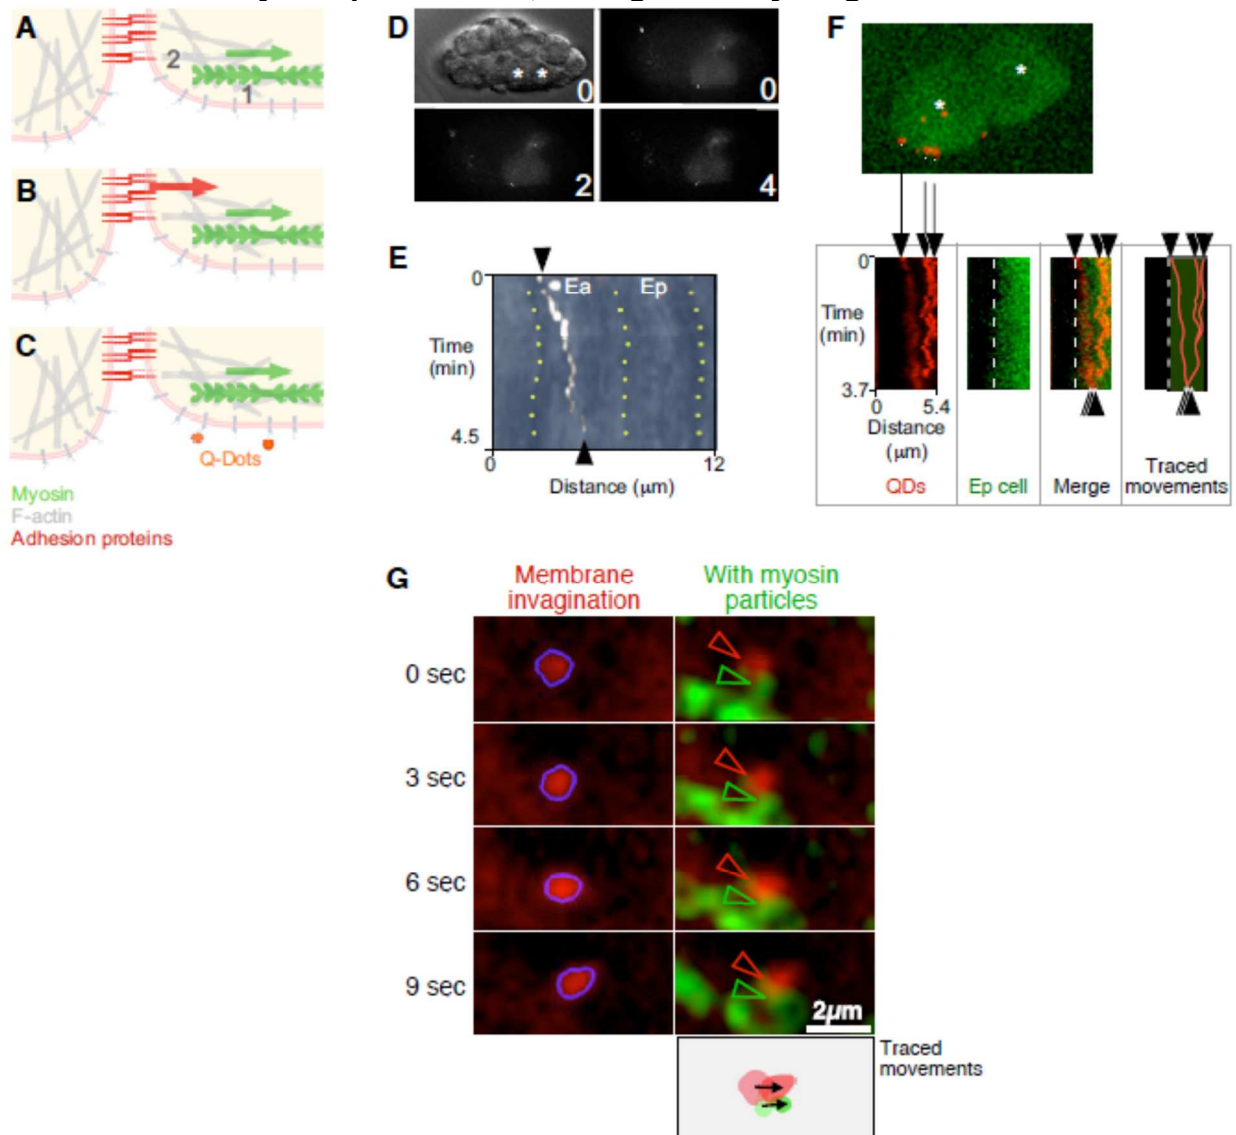 A
2
1
B
C
Q-Dots
Myosin
F-actin
Adhesion proteins
D
* *
0
0
2
4
E
0
Ea
Ep
Time
(min)
4.5
0
12
Distance (μm)
F
*
*
0
Time
(min)
3.7
0
5.4
Distance
(μm)
QDs
Ep cell
Merge
Traced
movements
G
Membrane
invagination
With myosin
particles
0 sec
3 sec
6 sec
9 sec
2μm
Traced
movements